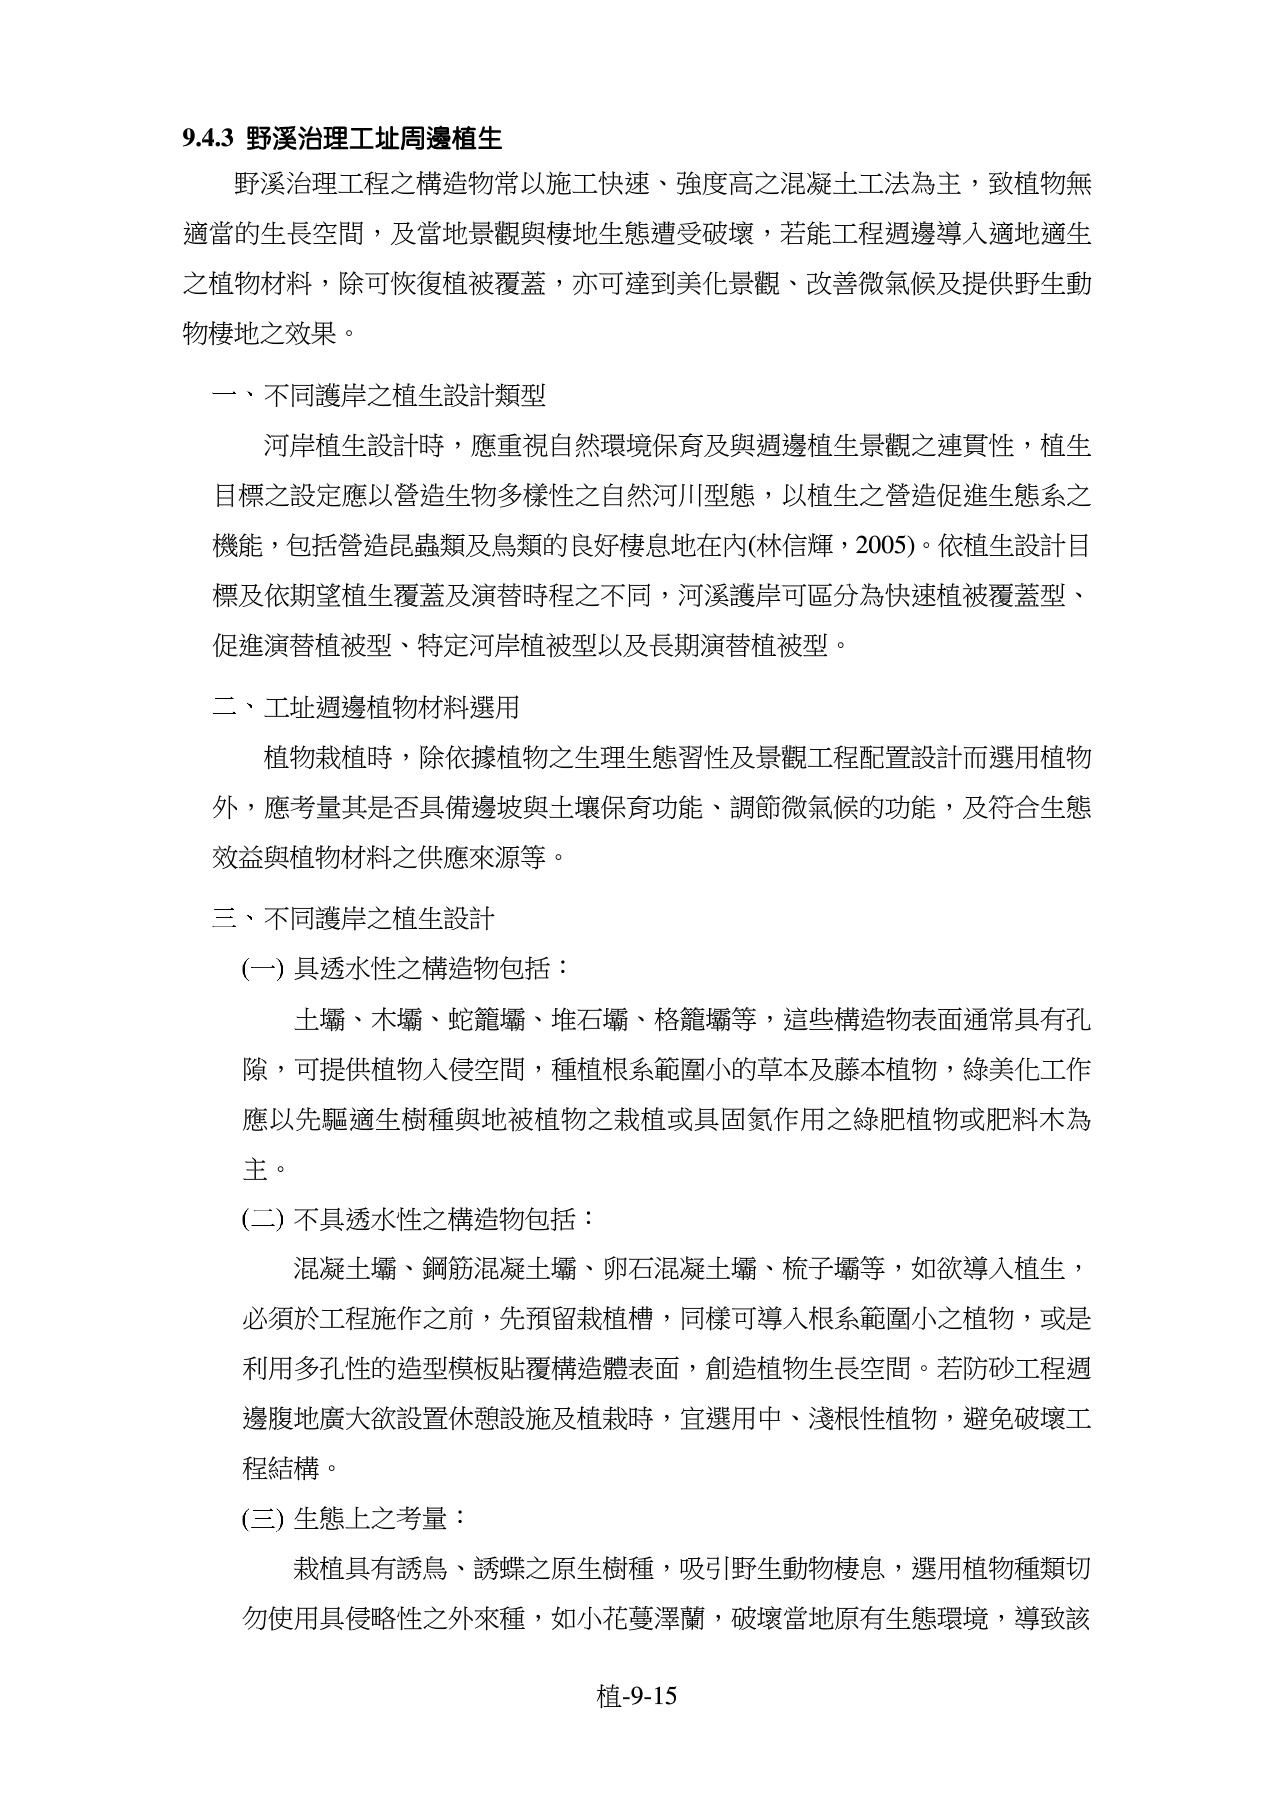 9.4.3 野溪治理工址周邊植生
野溪治理工程之構造物常以施工快速、強度高之混凝土工法為主，致植物無
適當的生長空間，及當地景觀與棲地生態遭受破壞，若能工程週邊導入適地適生
之植物材料，除可恢復植被覆蓋，亦可達到美化景觀、改善微氣候及提供野生動
物棲地之效果。
一、不同護岸之植生設計類型
河岸植生設計時，應重視自然環境保育及與週邊植生景觀之連貫性，植生
目標之設定應以營造生物多樣性之自然河川型態，以植生之營造促進生態系之
機能，包括營造昆蟲類及鳥類的良好棲息地在內(林信輝，2005)。依植生設計目
標及依期望植生覆蓋及演替時程之不同，河溪護岸可區分為快速植被覆蓋型、
促進演替植被型、特定河岸植被型以及長期演替植被型。
二、工址週邊植物材料選用
植物栽植時，除依據植物之生理生態習性及景觀工程配置設計而選用植物
外，應考量其是否具備邊坡與土壤保育功能、調節微氣候的功能，及符合生態
效益與植物材料之供應來源等。
三、不同護岸之植生設計
(一) 具透水性之構造物包括：
土壩、木壩、蛇籠壩、堆石壩、格籠壩等，這些構造物表面通常具有孔
隙，可提供植物入侵空間，種植根系範圍小的草本及藤本植物，綠美化工作
應以先驅適生樹種與地被植物之栽植或具固氮作用之綠肥植物或肥料木為
主。
(二) 不具透水性之構造物包括：
混凝土壩、鋼筋混凝土壩、卵石混凝土壩、梳子壩等，如欲導入植生，
必須於工程施作之前，先預留栽植槽，同樣可導入根系範圍小之植物，或是
利用多孔性的造型模板貼覆構造體表面，創造植物生長空間。若防砂工程週
邊腹地廣大欲設置休憩設施及植栽時，宜選用中、淺根性植物，避免破壞工
程結構。
(三) 生態上之考量：
栽植具有誘鳥、誘蝶之原生樹種，吸引野生動物棲息，選用植物種類切
勿使用具侵略性之外來種，如小花蔓澤蘭，破壞當地原有生態環境，導致該
植-9-15